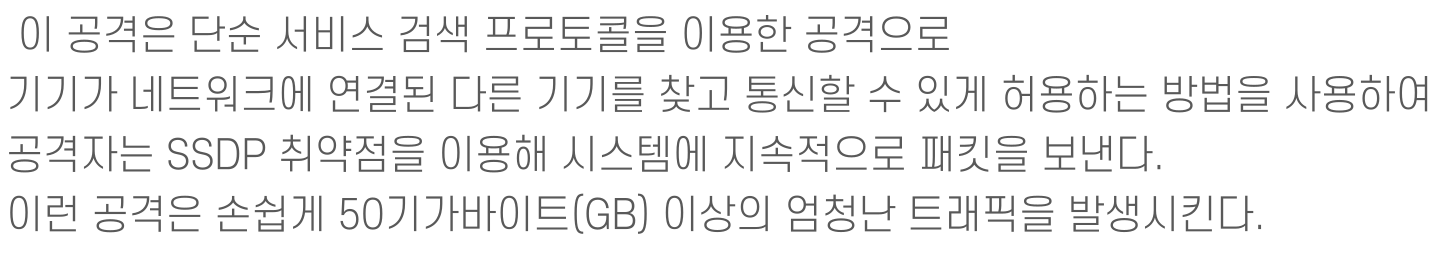 이 공격은 단순 서비스 검색 프로토콜을 이용한 공격으로
기기가 네트워크에 연결된 다른 기기를 찾고 통신할 수 있게 허용하는 방법을 사용하여
공격자는 SSDP 취약점을 이용해 시스템에 지속적으로 패킷을 보낸다.
이런 공격은 손쉽게 50기가바이트(GB) 이상의 엄청난 트래픽을 발생시킨다.